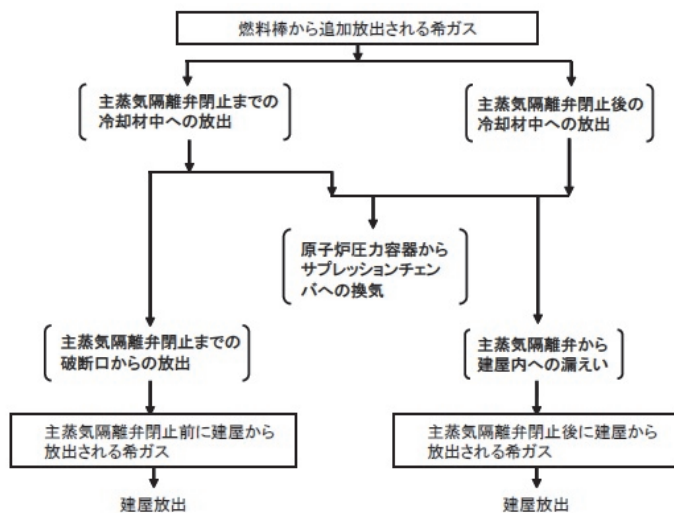 燃料棒から追加放出される希ガス
主蒸気隔離弁閉止までの
冷却材中への放出
主蒸気隔離弁閉止後の
冷却材中への放出
原子炉圧力容器から
サプレッションチェン
バへの換気
主蒸気隔離弁閉止までの
破断口からの放出
主蒸気隔離弁から
建屋内への漏えい
主蒸気隔離弁閉止前に建屋から
放出される希ガス
主蒸気隔離弁閉止後に建屋から
放出される希ガス
建屋放出
建屋放出